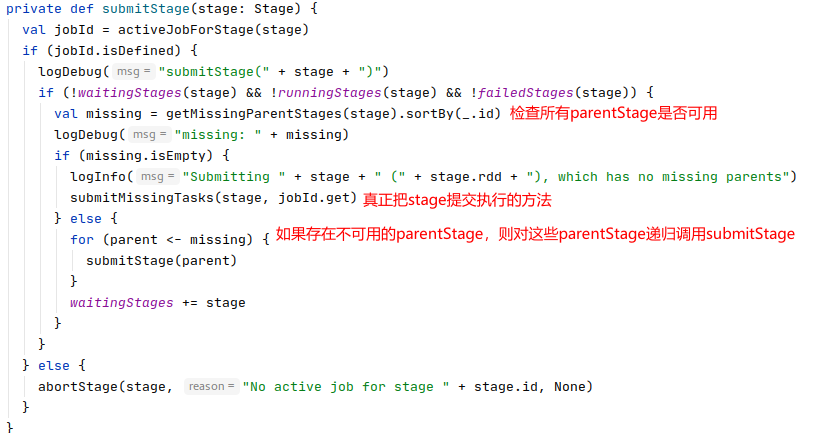 private def submitStage(stage: Stage) {
val jobId = activeJobForStage(stage)
if (jobId.isDefined) {
logDebug( msg = "submitStage(" + stage + ")")
if (!waitingStages(stage) && !runningStages(stage) && !failedStages(stage)) {
val missing = getMissingParentStages(stage).sortBy(_.id) 检查所有parentStage是否可用
logDebug( msg = "missing: " + missing)
if (missing.isEmpty) {
logInfo( msg = "Submitting " + stage + " (" + stage.rdd + "), which has no missing parents")
submitMissingTasks(stage, jobId.get) 真正把stage提交执行的方法
} else {
for (parent <- missing) { 如果存在不可用的parentStage，则对这些parentStage递归调用submitStage
submitStage(parent)
}
waitingStages += stage
}
}
} else {
abortStage(stage, reason = "No active job for stage " + stage.id, None)
}
}